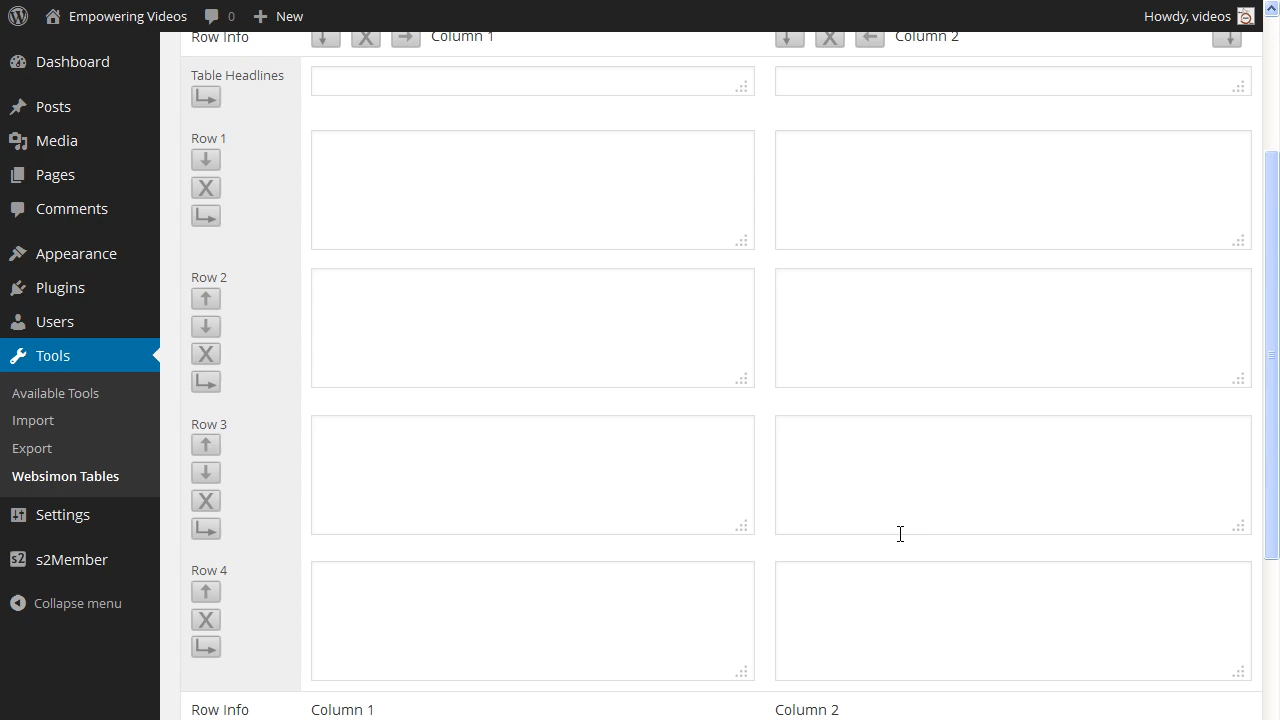 Empowering Videos 0 New Howdy, videos
Dashboard
Posts
Media
Pages
Comments
Appearance
Plugins
Users
Tools
Available Tools
Import
Export
Websimon Tables
Settings
s2 s2Member
Collapse menu
Row Info X Column 1 X Column 2
Table Headlines
Row 1
X
Row 2
X
Row 3
X
Row 4
X
Row Info Column 1 Column 2